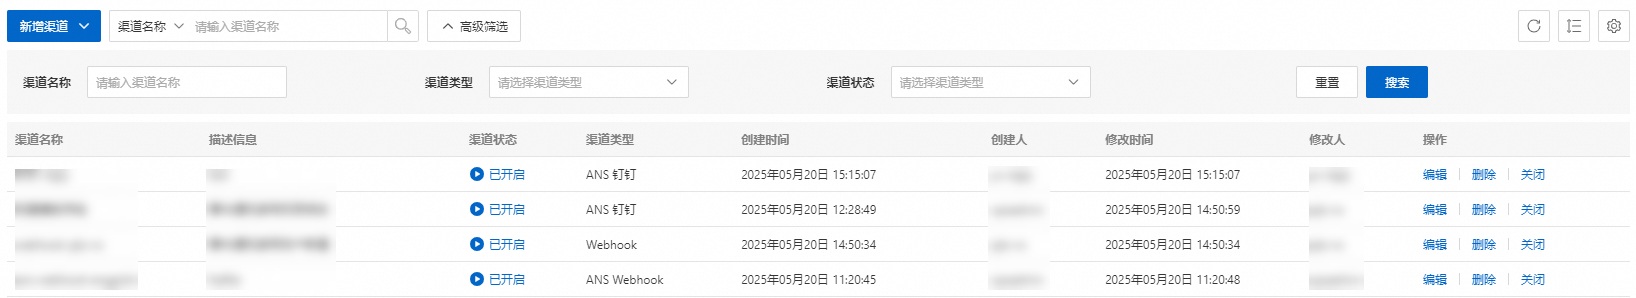 新增渠道 渠道名称 请输入渠道名称 高级筛选
渠道名称 请输入渠道名称 渠道类型 请选择渠道类型 渠道状态 请选择渠道类型 重置 搜索
渠道名称 描述信息 渠道状态 渠道类型 创建时间 创建人 修改时间 修改人 操作
已开启 ANS 钉钉 2025年05月20日 15:15:07 2025年05月20日 15:15:07 编辑 删除 关闭
已开启 ANS 钉钉 2025年05月20日 12:28:49 2025年05月20日 14:50:59 编辑 删除 关闭
已开启 Webhook 2025年05月20日 14:50:34 2025年05月20日 14:50:34 编辑 删除 关闭
已开启 ANS Webhook 2025年05月20日 11:20:45 2025年05月20日 11:20:48 编辑 删除 关闭